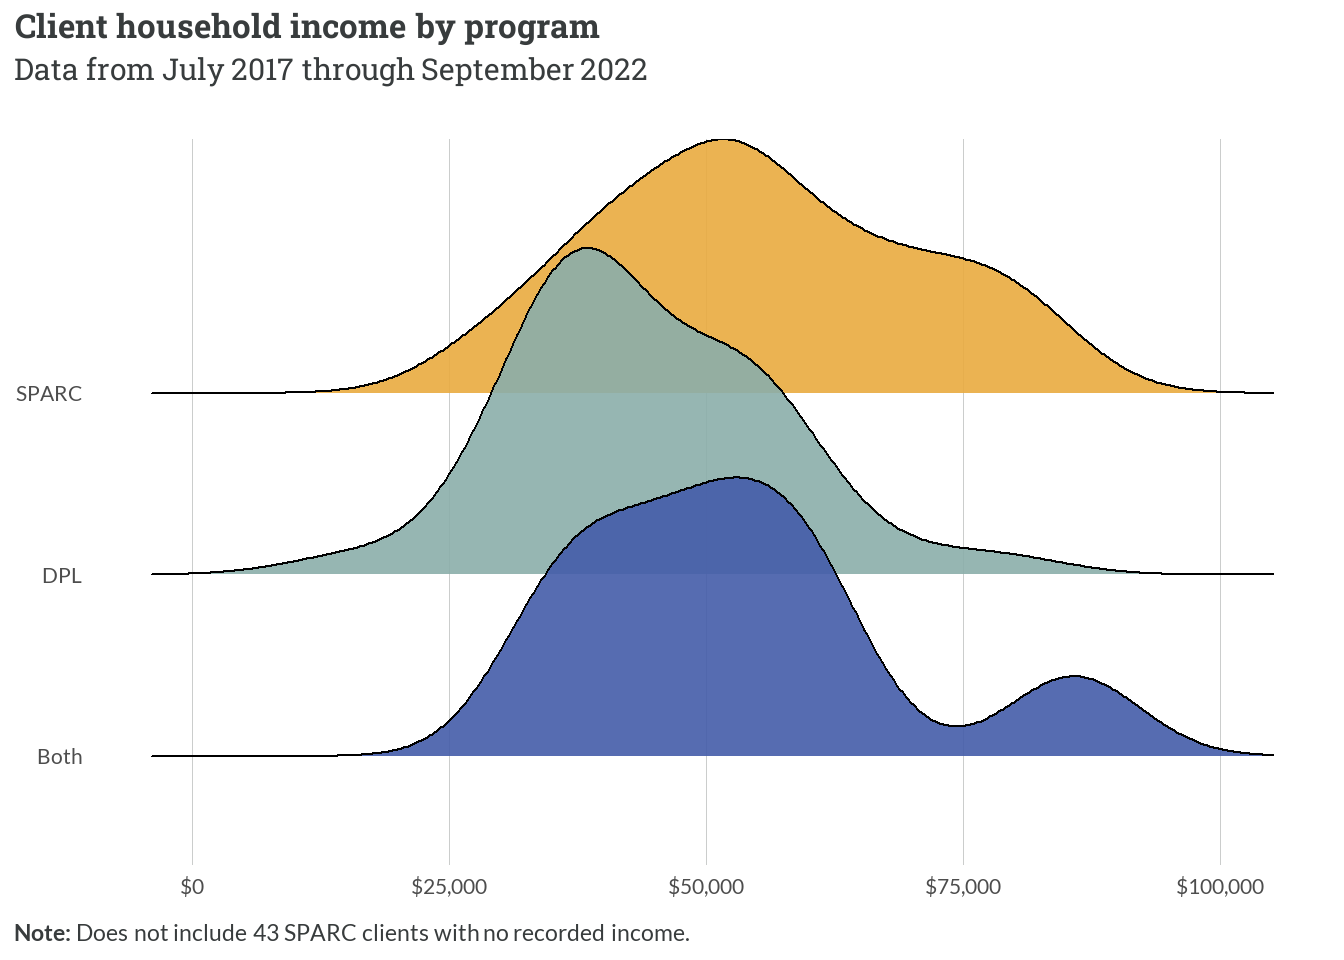 Client household income by program
Data from July 2017 through September 2022
SPARC
DPL
Both
$0 $25,000 $50,000 $75,000 $100,000
Note: Does not include 43 SPARC clients with no recorded income.